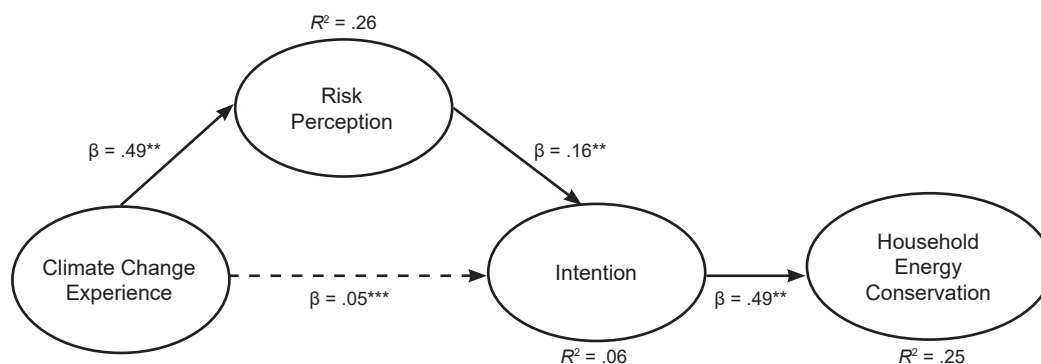 R² = .26
Risk
Perception
β = .49**
β = .16**
Climate Change
Experience
β = .05***
Intention
β = .49**
Household
Energy
Conservation
R² = .06
R² = .25